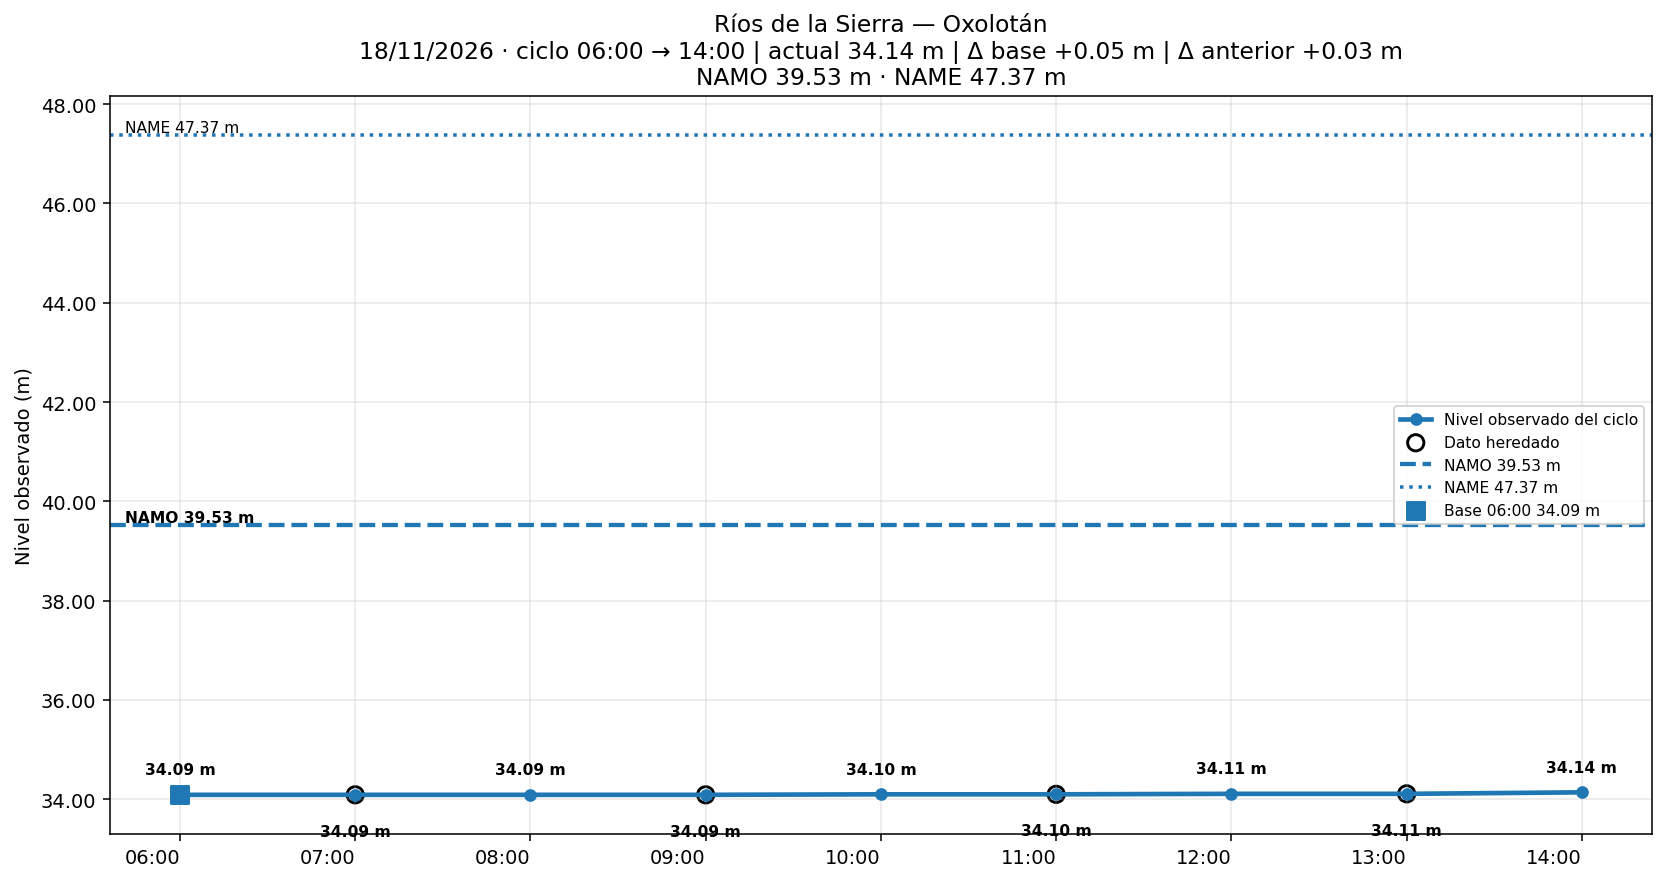 Ríos de la Sierra — Oxolotán
18/11/2026 · ciclo 06:00 → 14:00 | actual 34.14 m | Δ base +0.05 m | Δ anterior +0.03 m
NAMO 39.53 m · NAME 47.37 m
Nivel observado (m)
48.00
46.00
44.00
42.00
40.00
38.00
36.00
34.00
NAME 47.37 m
NAMO 39.53 m
Nivel observado del ciclo
Dato heredado
NAMO 39.53 m
NAME 47.37 m
Base 06:00 34.09 m
34.09 m
34.09 m
34.09 m
34.09 m
34.10 m
34.10 m
34.11 m
34.11 m
34.14 m
06:00
07:00
08:00
09:00
10:00
11:00
12:00
13:00
14:00